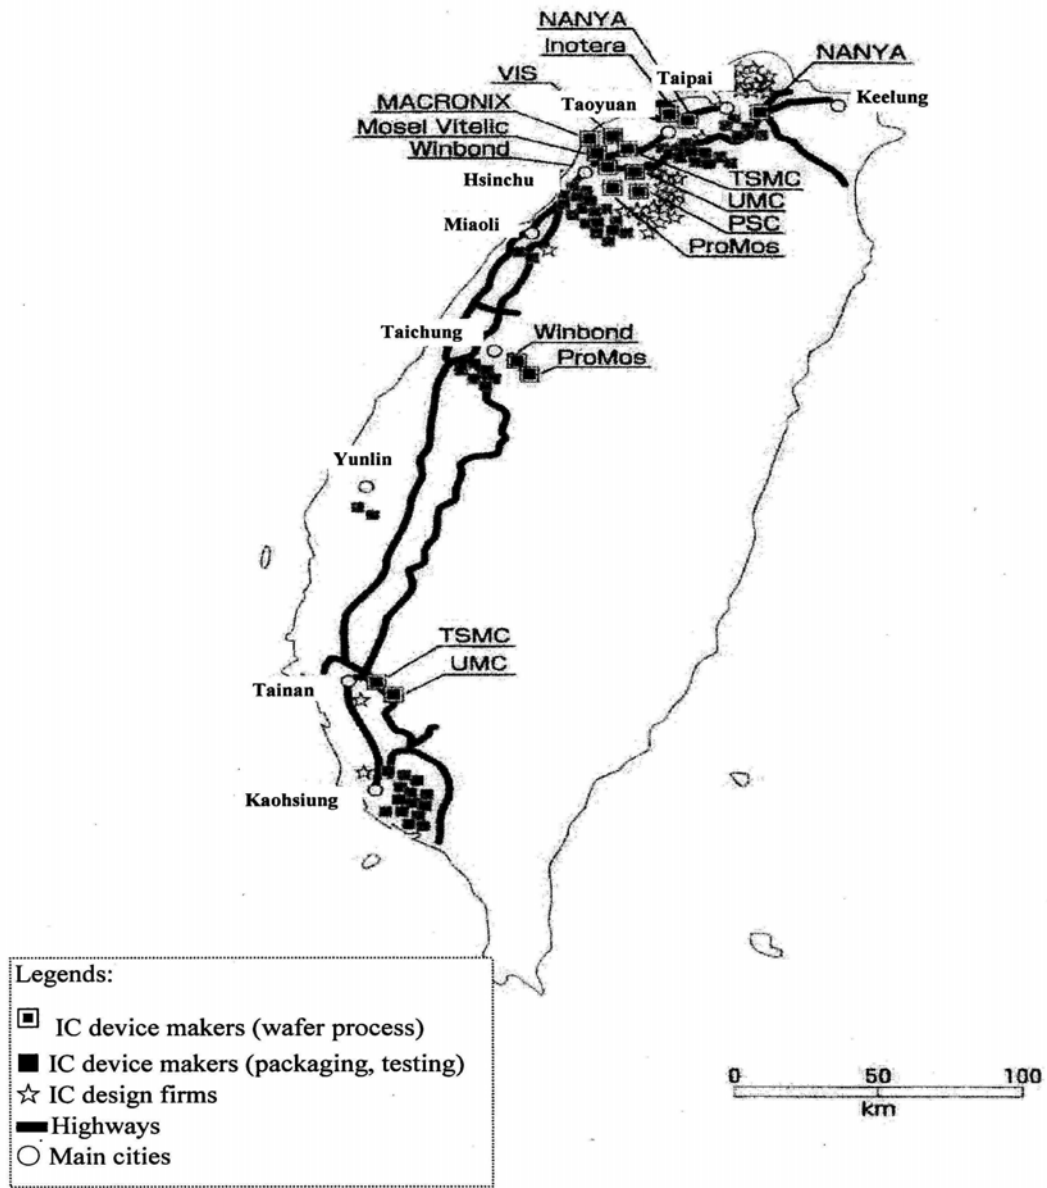 NANYA
Inotera
NANYA
VIS
Taipai
Keelung
MACRONIX
Taoyuan
Mosel Vitelic
Winbond
Hsinchu
TSMC
UMC
PSC
ProMos
Miaoli
Taichung
Winbond
ProMos
Yunlin
TSMC
UMC
Tainan
Kaohsiung
Legends:
IC device makers (wafer process)
IC device makers (packaging, testing)
IC design firms
Highways
Main cities
0 50 100
km